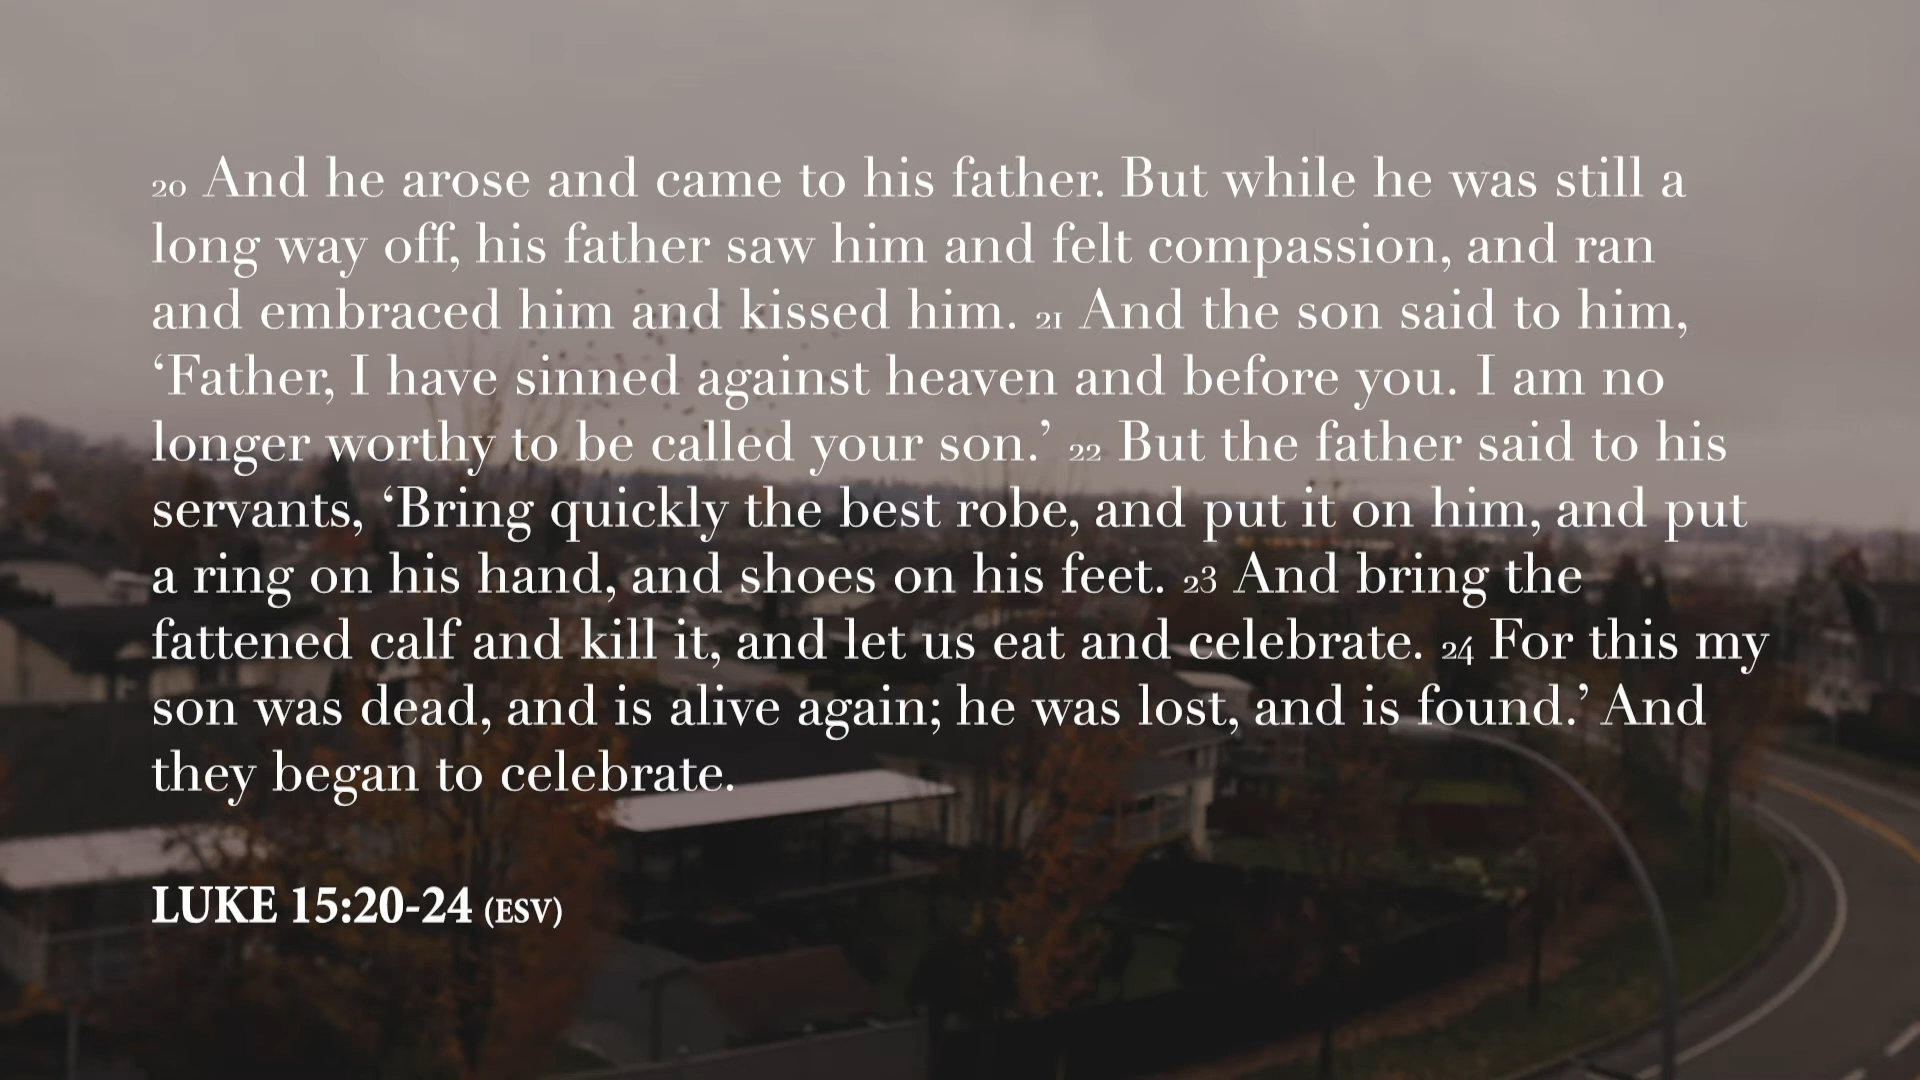 20 And he arose and came to his father. But while he was still a
long way off, his father saw him and felt compassion, and ran
and embraced him and kissed him. 21 And the son said to him,
‘Father, I have sinned against heaven and before you. I am no
longer worthy to be called your son.’ 22 But the father said to his
servants, ‘Bring quickly the best robe, and put it on him, and put
a ring on his hand, and shoes on his feet. 23 And bring the
fattened calf and kill it, and let us eat and celebrate. 24 For this my
son was dead, and is alive again; he was lost, and is found.’ And
they began to celebrate.
LUKE 15:20-24 (ESV)